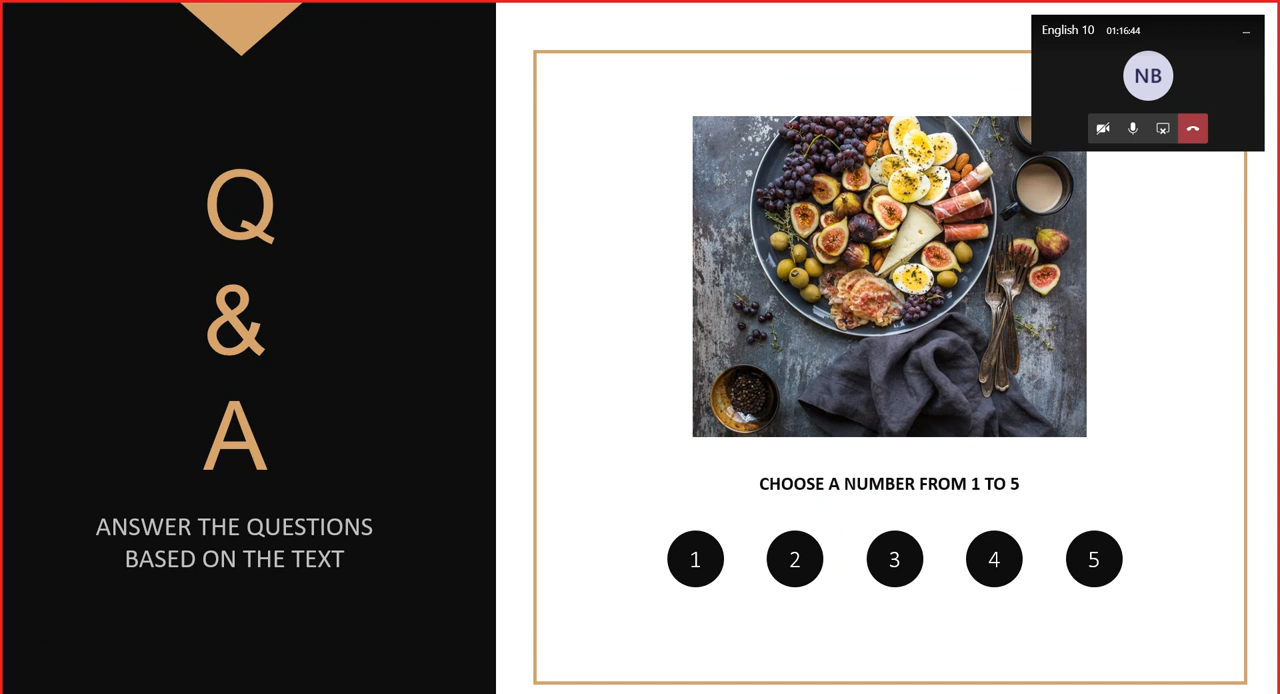 Q
&
A
ANSWER THE QUESTIONS
BASED ON THE TEXT
English 10 01:16:44
NB
CHOOSE A NUMBER FROM 1 TO 5
1 2 3 4 5